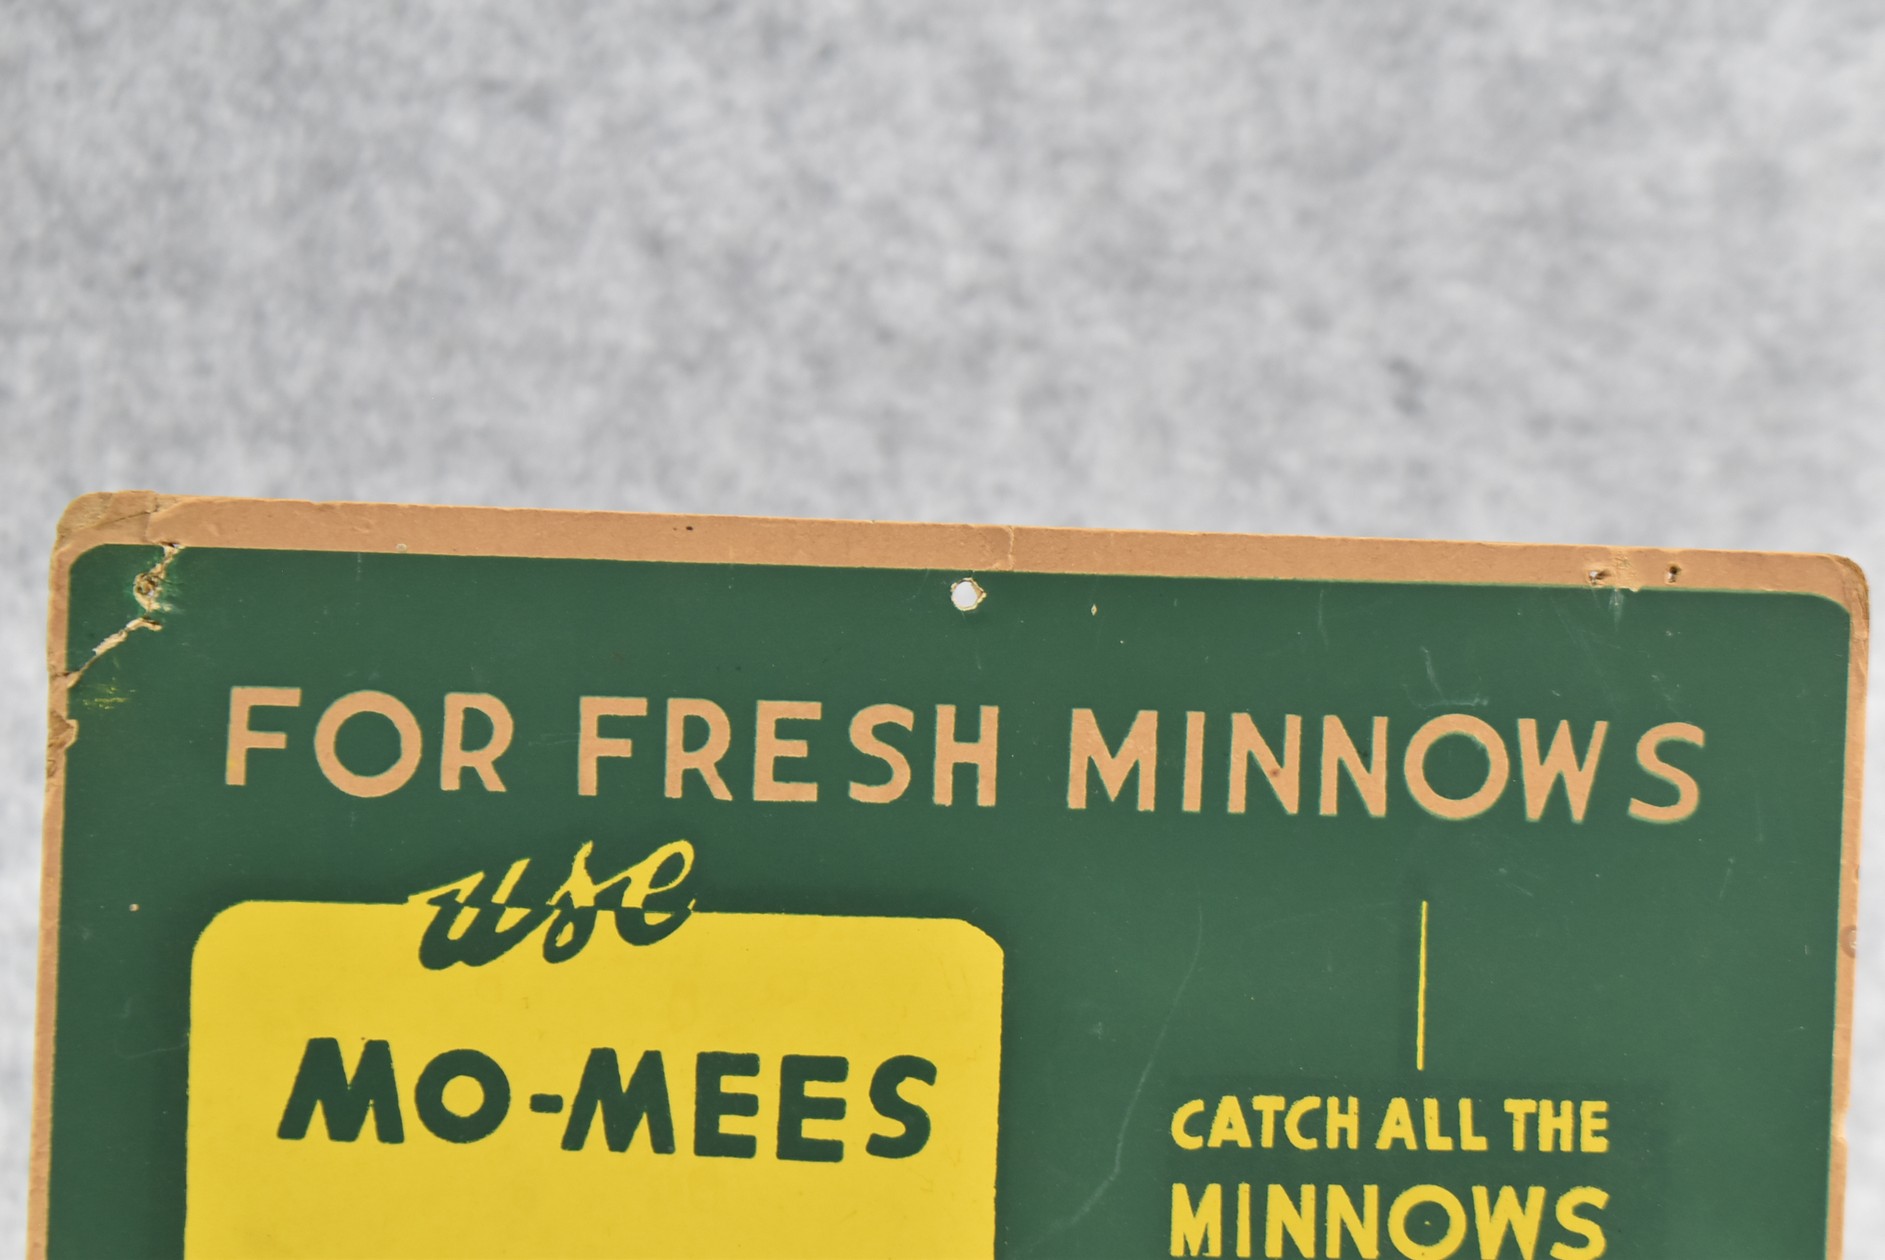 FOR FRESH MINNOWS
use
MO-MEES
CATCH ALL THE
MINNOWS